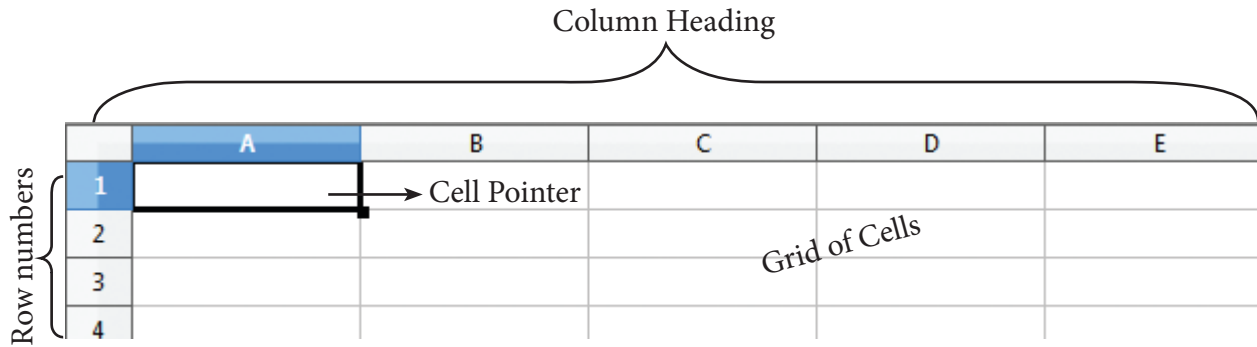 Column Heading
A B C D E
Row numbers
1
Cell Pointer
2
Grid of Cells
3
4